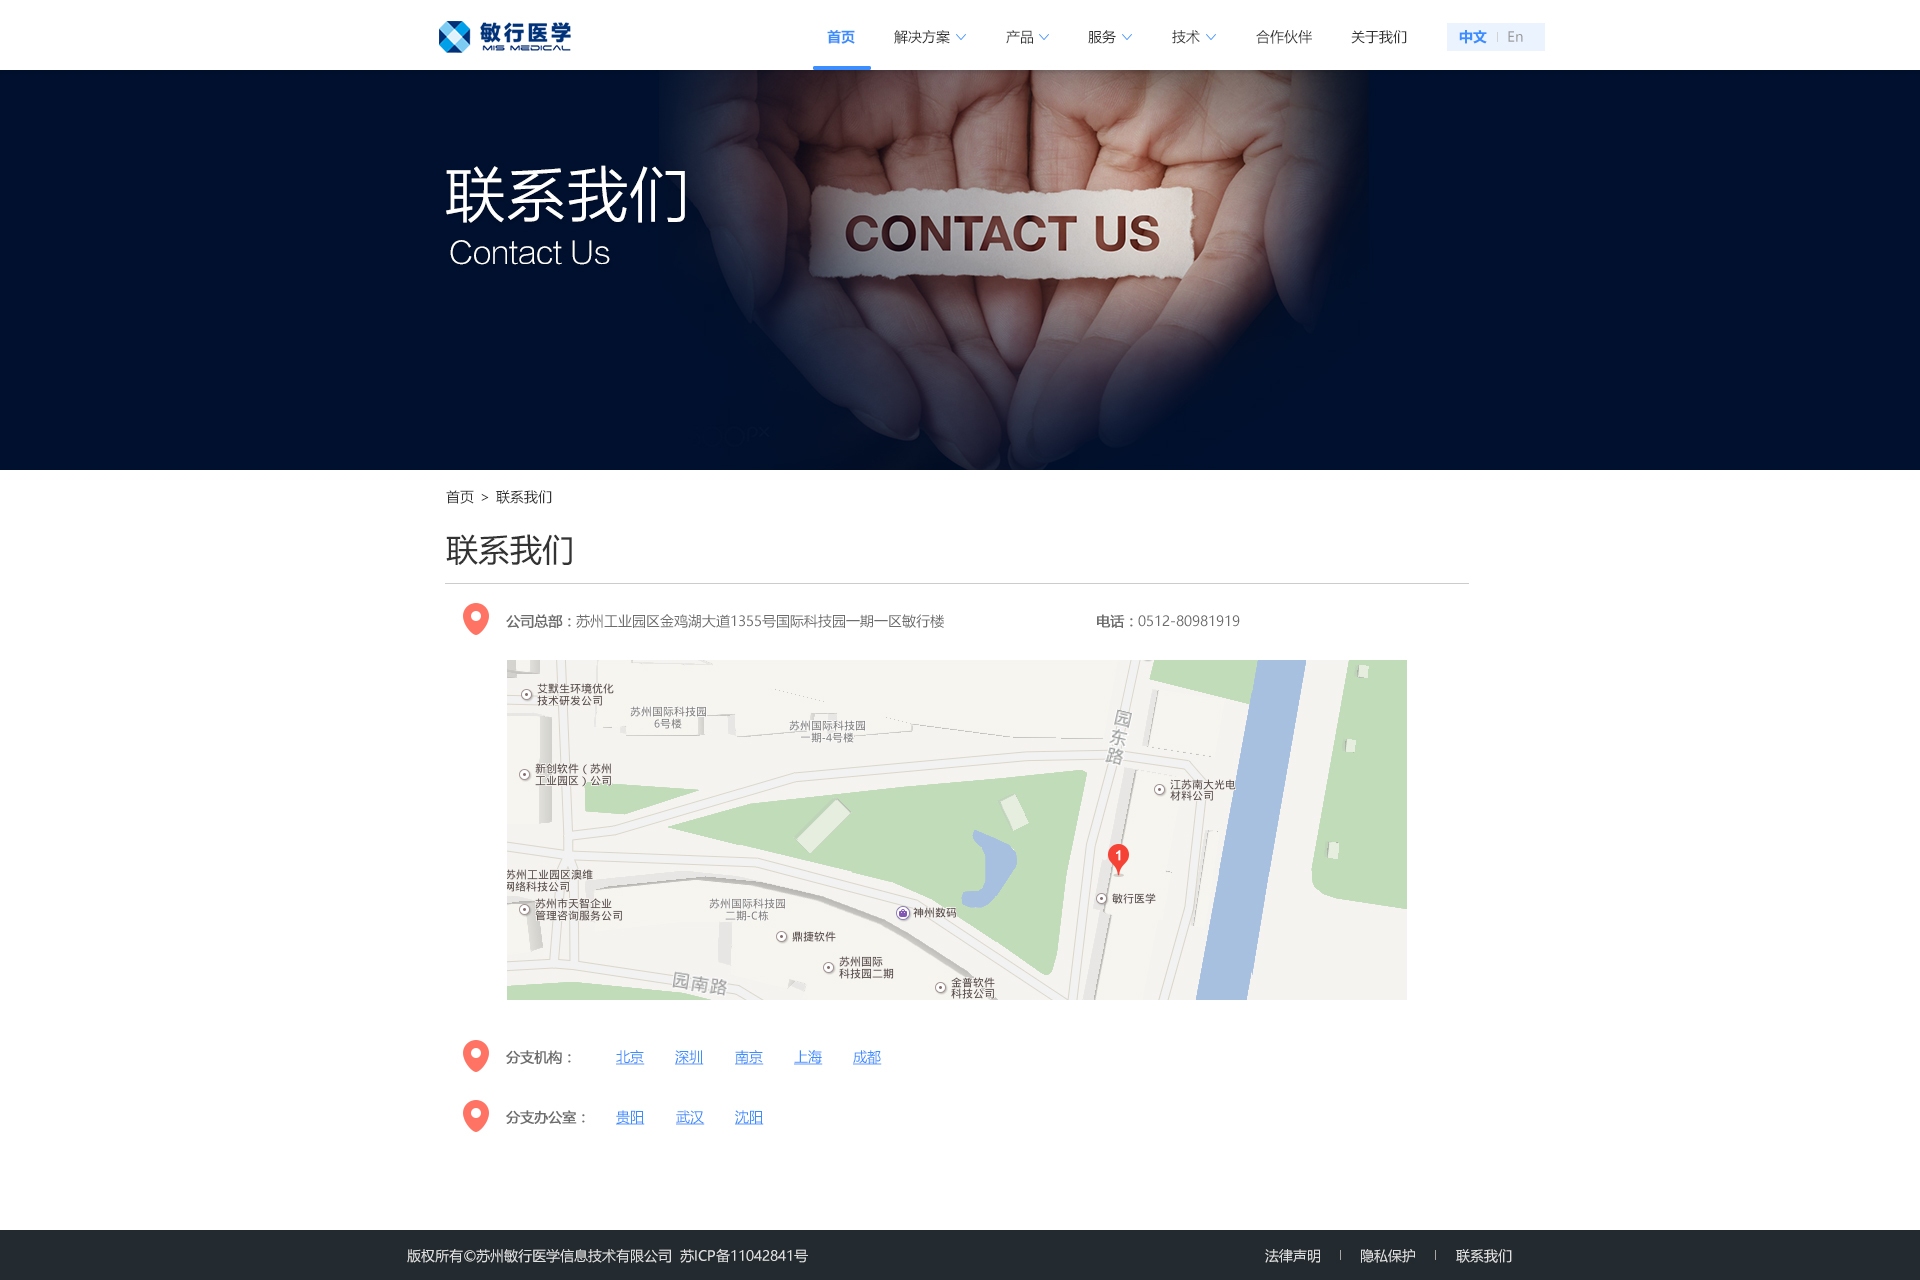 敏行医学
MIS MEDICAL
首页 解决方案 产品 服务 技术 合作伙伴 关于我们 中文 | En
联系我们
Contact Us
CONTACT US
首页 > 联系我们
联系我们
公司总部：苏州工业园区金鸡湖大道1355号国际科技园一期一区敏行楼 电话：0512-80981919
艾默生环境优化
技术研发公司
苏州国际科技园
6号楼
苏州国际科技园
一期-4号楼
园东路
新创软件（苏州
工业园区）公司
江苏南大光电
材料公司
1
敏行医学
苏州工业园区澳维
网络科技公司
苏州市天智企业
管理咨询服务公司
苏州国际科技园
二期-C栋
神州数码
鼎捷软件
苏州国际
科技园二期
园南路
金普软件
科技公司
分支机构： 北京 深圳 南京 上海 成都
分支办公室： 贵阳 武汉 沈阳
版权所有©苏州敏行医学信息技术有限公司 苏ICP备11042841号
法律声明 | 隐私保护 | 联系我们